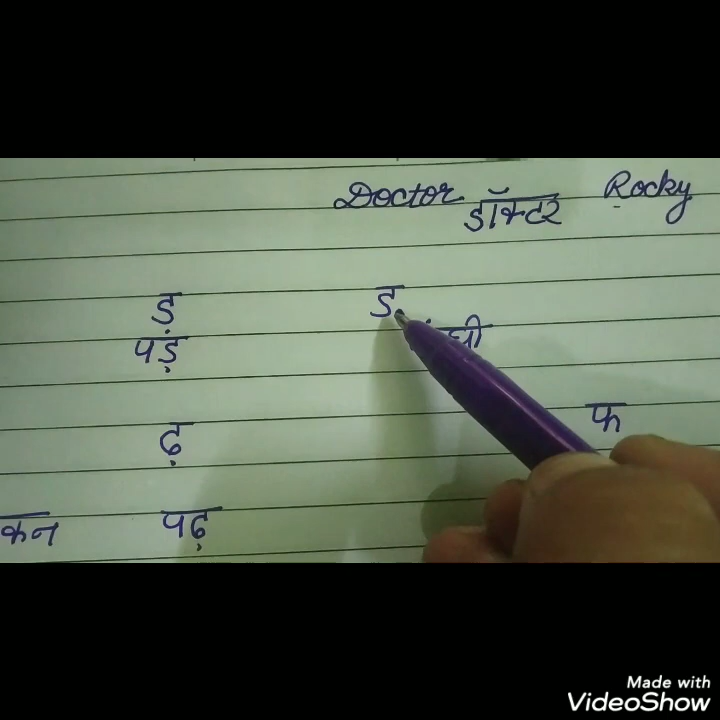 Doctor डॉक्टर Rocky
ड़ ड.
पड़
फ
ढ़
कन पढ़
Made with
VideoShow